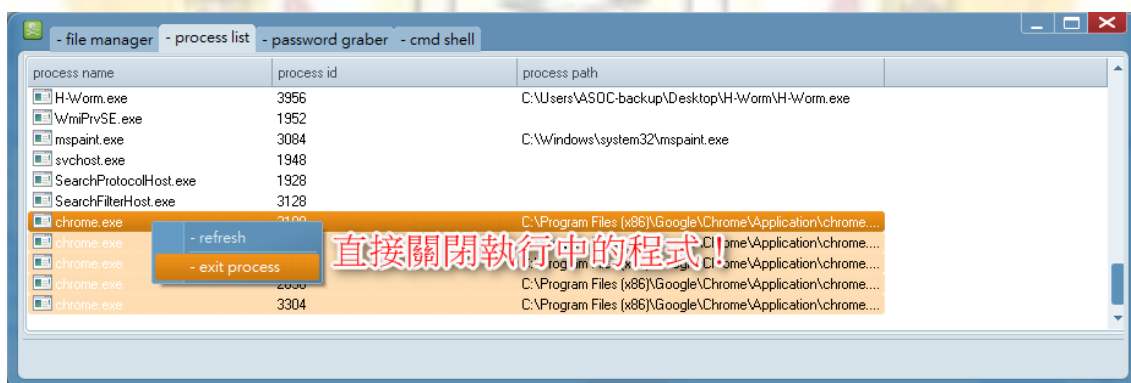 - file manager - process list - password graber - cmd shell
process name process id process path
H-Worm.exe 3956 C:\Users\ASOC-backup\Desktop\H-Worm\H-Worm.exe
WmiPrvSE.exe 1952
mspaint.exe 3084 C:\Windows\system32\mspaint.exe
svchost.exe 1948
SearchProtocolHost.exe 1928
SearchFilterHost.exe 3128
chrome.exe C:\Program Files (x86)\Google\Chrome\Application\chrome....
- refresh
chrome.exe
直接關閉執行中的程式！
chrome.exe
- exit process
chrome.exe C:\Program Files (x86)\Google\Chrome\Application\chrome....
chrome.exe 3304 C:\Program Files (x86)\Google\Chrome\Application\chrome....